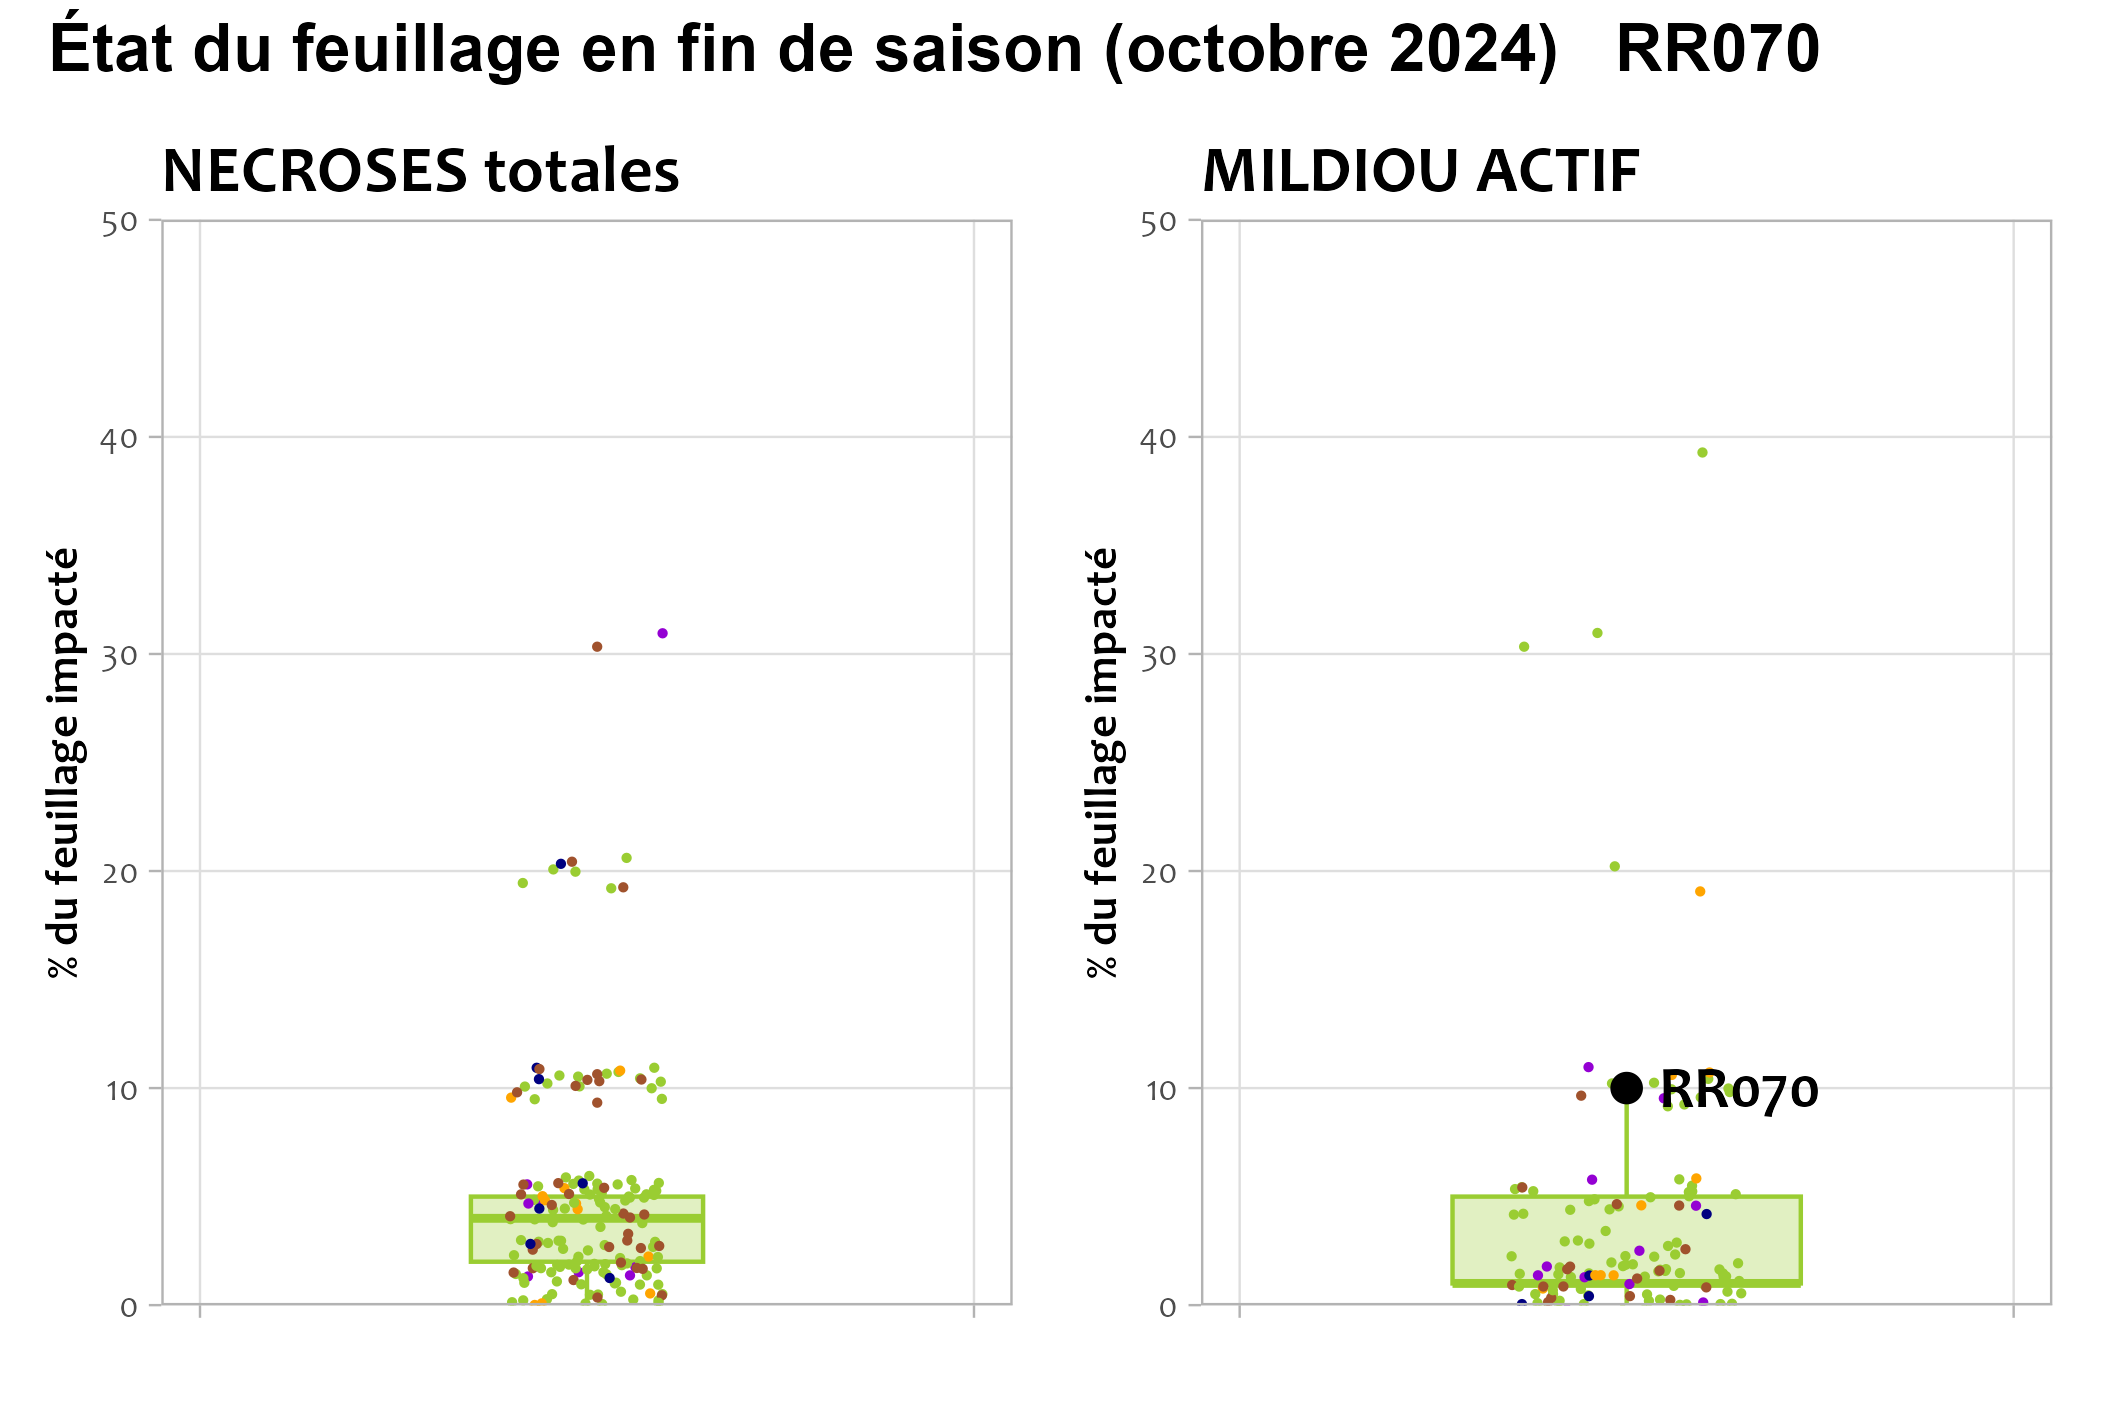 État du feuillage en fin de saison (octobre 2024) RR070
NECROSES totales
MILDIOU ACTIF
% du feuillage impacté
50
40
30
20
10
0
% du feuillage impacté
50
40
30
20
10
0
RR070